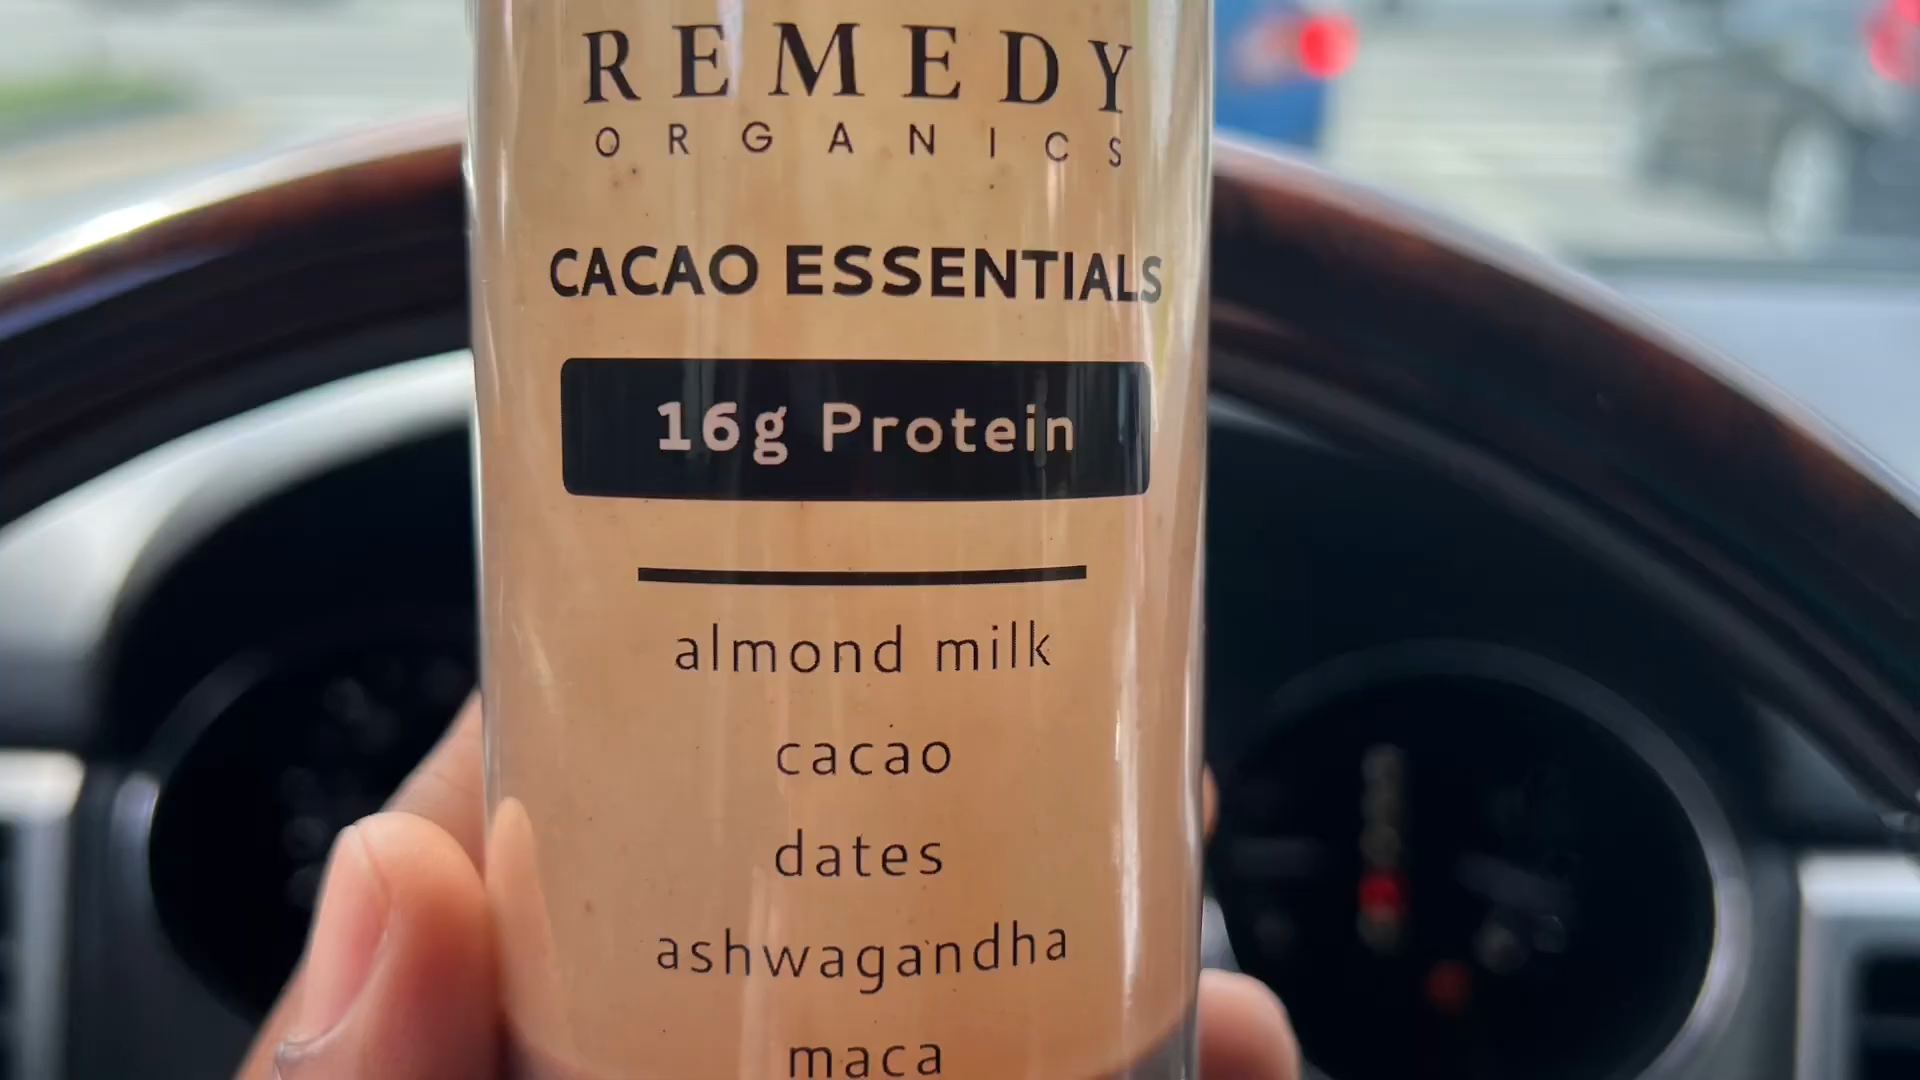 REMEDY
ORGANICS
CACAO ESSENTIALS
16g Protein
almond milk
cacao
dates
ashwagandha
maca